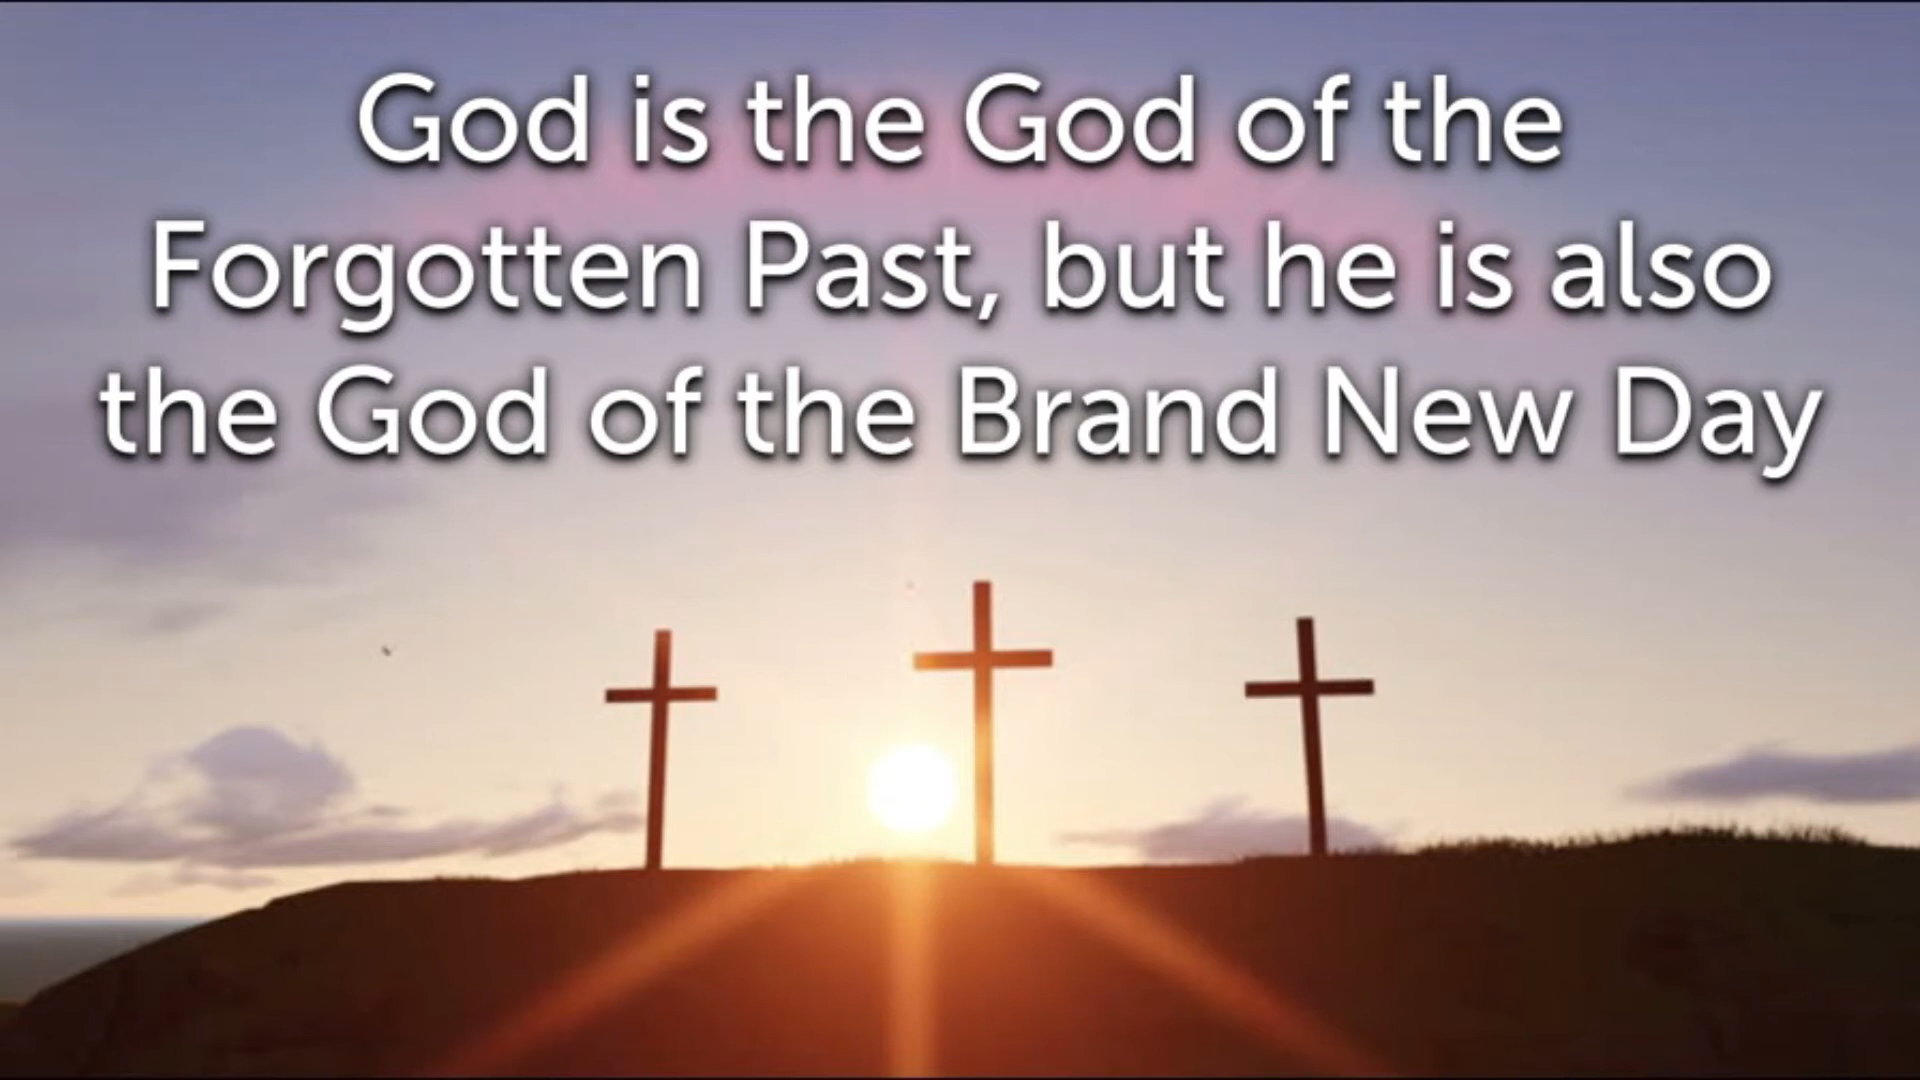 God is the God of the
Forgotten Past, but he is also
the God of the Brand New Day